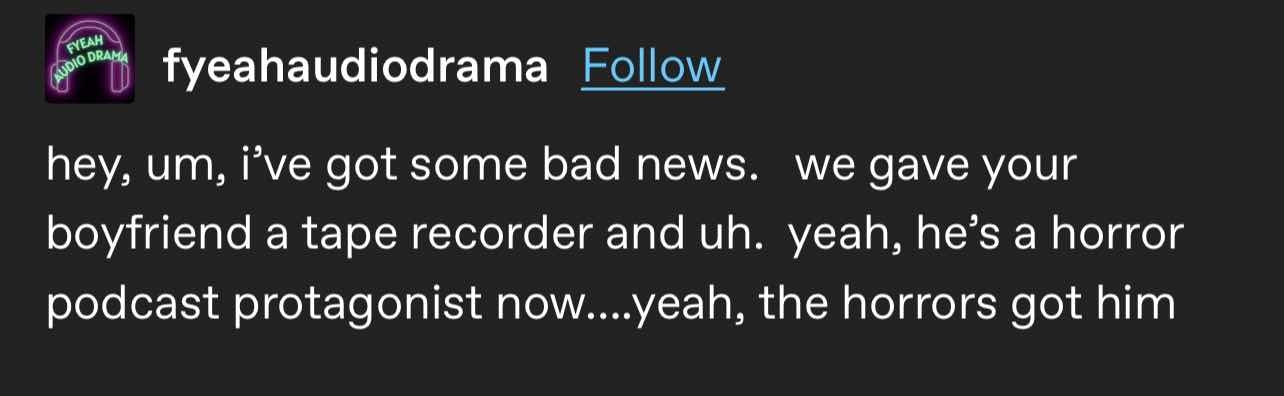 FYEAH
AUDIO DRAMA
fyeahaudiodrama Follow
hey, um, i’ve got some bad news.   we gave your
boyfriend a tape recorder and uh.  yeah, he’s a horror
podcast protagonist now....yeah, the horrors got him